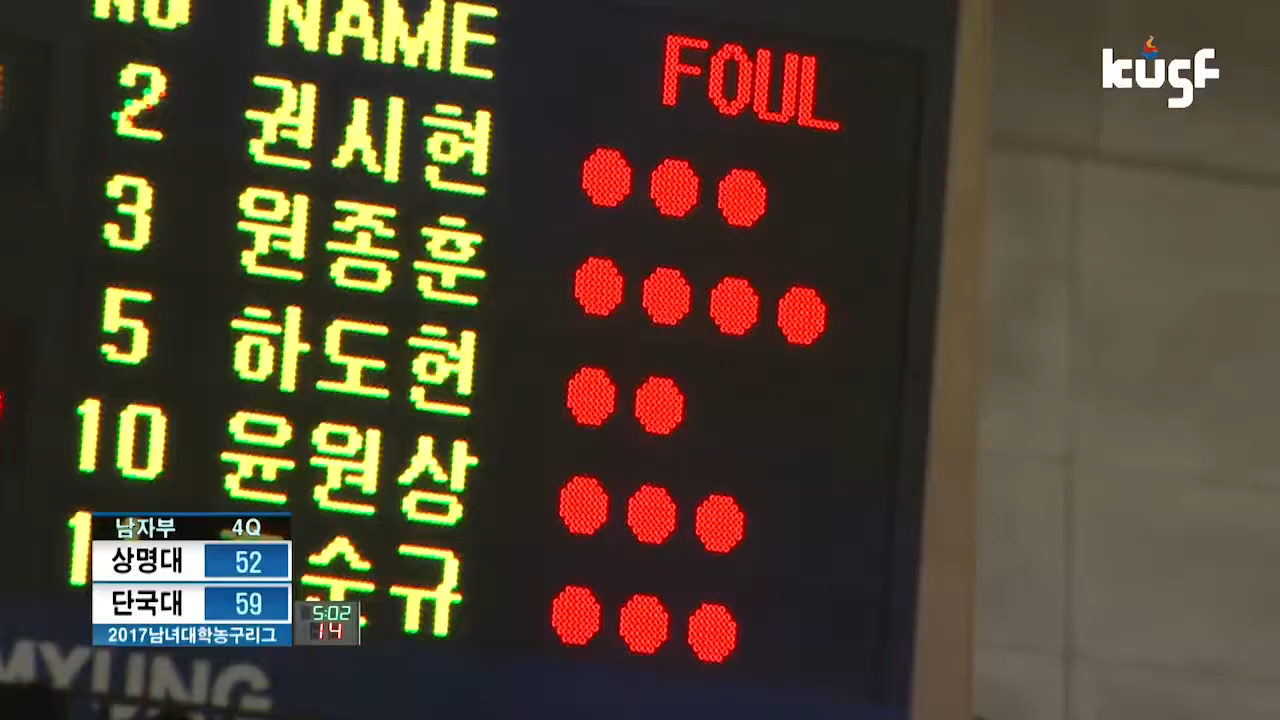 NO NAME FOUL
kusf
2 권시현
3 원종훈
5 하도현
10 윤원상
규
남자부 4Q
상명대 52
단국대 59
5:02
14
2017남녀대학농구리그
MYUNG